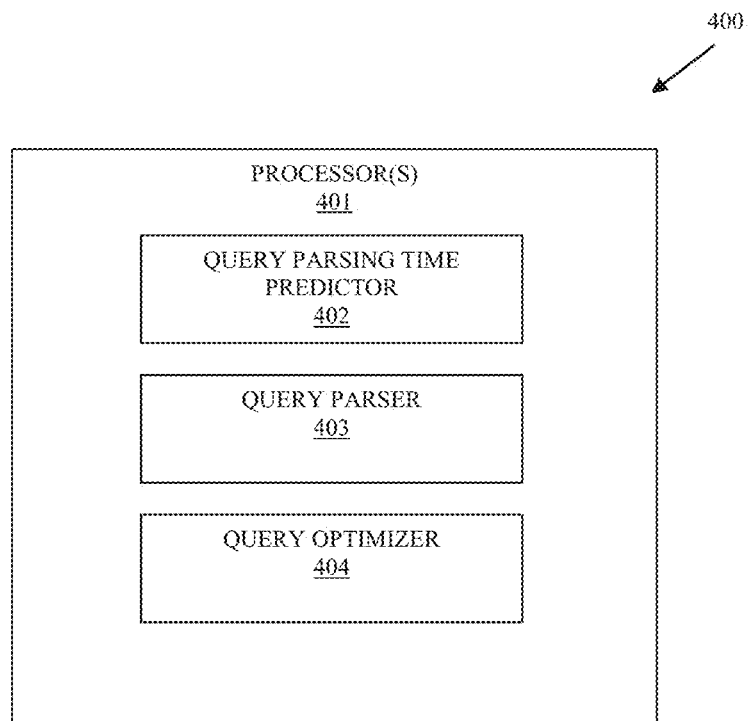 400
PROCESSOR(S)
401
QUERY PARSING TIME
PREDICTOR
402
QUERY PARSER
403
QUERY OPTIMIZER
404